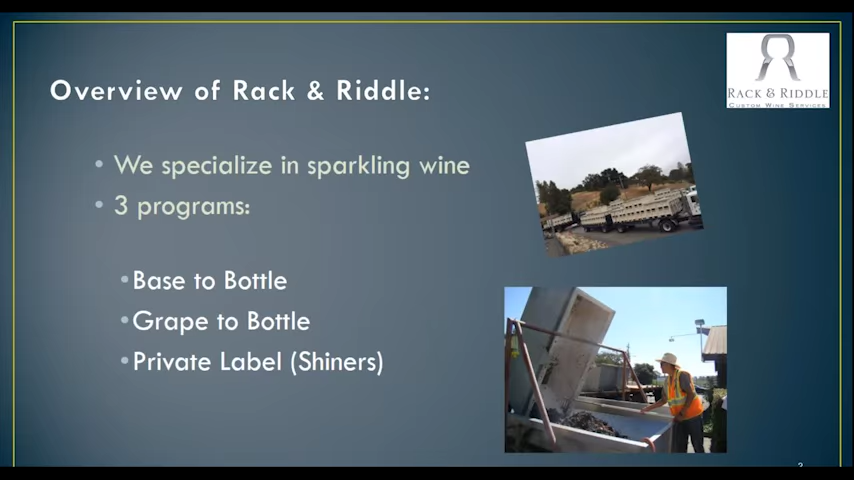 Overview of Rack & Riddle:
RACK & RIDDLE
CUSTOM WINE SERVICES
• We specialize in sparkling wine
• 3 programs:
•Base to Bottle
•Grape to Bottle
•Private Label (Shiners)